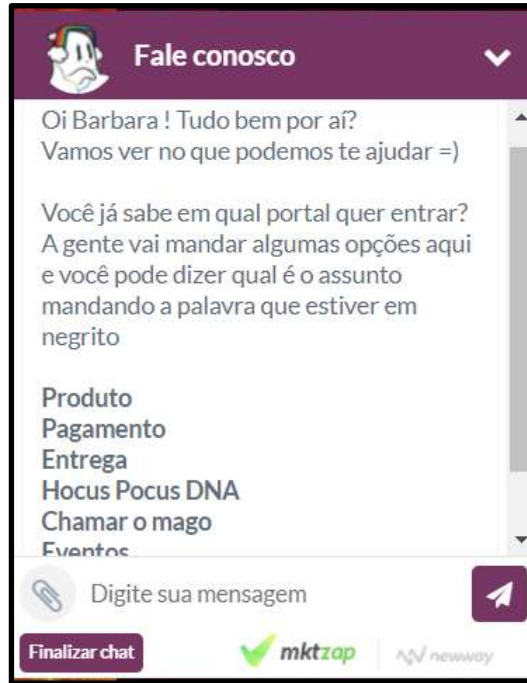 Fale conosco
Oi Barbara ! Tudo bem por aí?
Vamos ver no que podemos te ajudar =)
Você já sabe em qual portal quer entrar?
A gente vai mandar algumas opções aqui
e você pode dizer qual é o assunto
mandando a palavra que estiver em
negrito
Produto
Pagamento
Entrega
Hocus Pocus DNA
Chamar o mago
Eventos
Digite sua mensagem
Finalizar chat
mktzap
newway